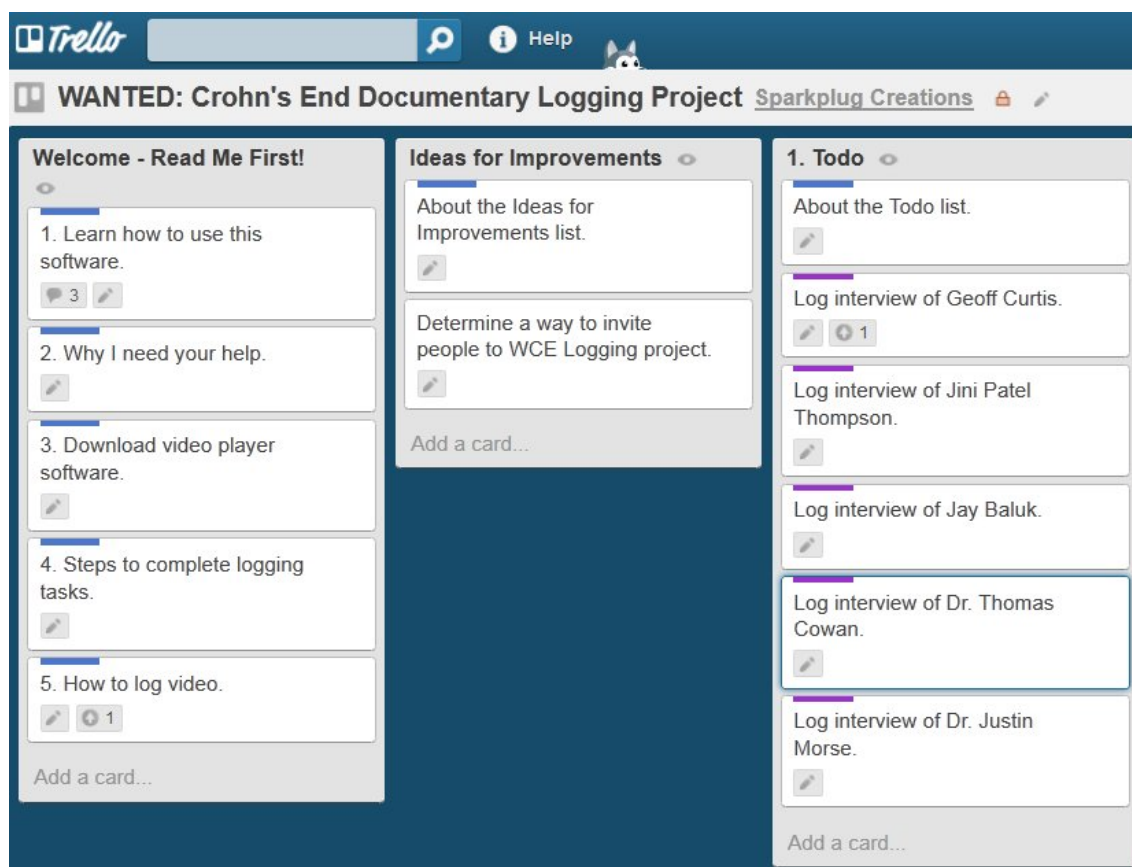 Trello
Help
WANTED: Crohn's End Documentary Logging Project Sparkplug Creations
Welcome - Read Me First!
1. Learn how to use this
software.
3
2. Why I need your help.
3. Download video player
software.
4. Steps to complete logging
tasks.
5. How to log video.
1
Add a card...
Ideas for Improvements
About the Ideas for
Improvements list.
Determine a way to invite
people to WCE Logging project.
Add a card...
1. Todo
About the Todo list.
Log interview of Geoff Curtis.
1
Log interview of Jini Patel
Thompson.
Log interview of Jay Baluk.
Log interview of Dr. Thomas
Cowan.
Log interview of Dr. Justin
Morse.
Add a card...